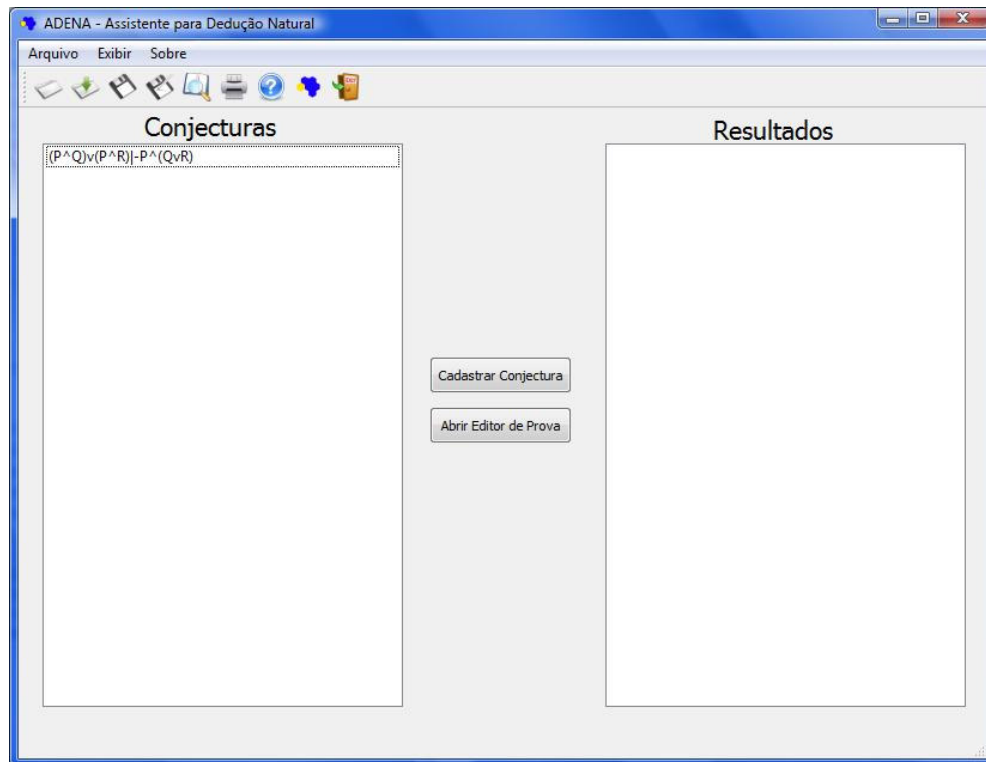 ADENA - Assistente para Dedução Natural
Arquivo Exibir Sobre
Conjecturas
Resultados
(P^Q)v(P^R)|-P^(QvR)
Cadastrar Conjectura
Abrir Editor de Prova